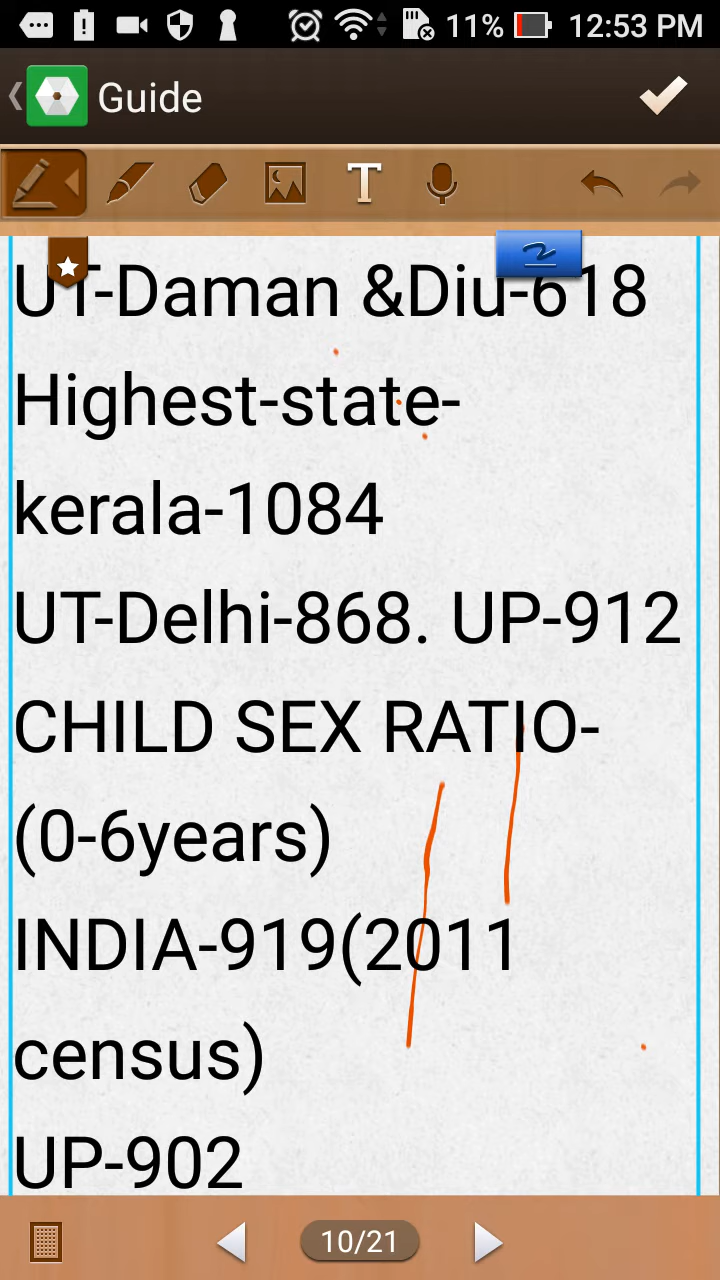 11% 12:53 PM
Guide
T
UT-Daman &Diu-618
Highest-state-
kerala-1084
UT-Delhi-868. UP-912
CHILD SEX RATIO-
(0-6years)
INDIA-919(2011
census)
UP-902
10/21